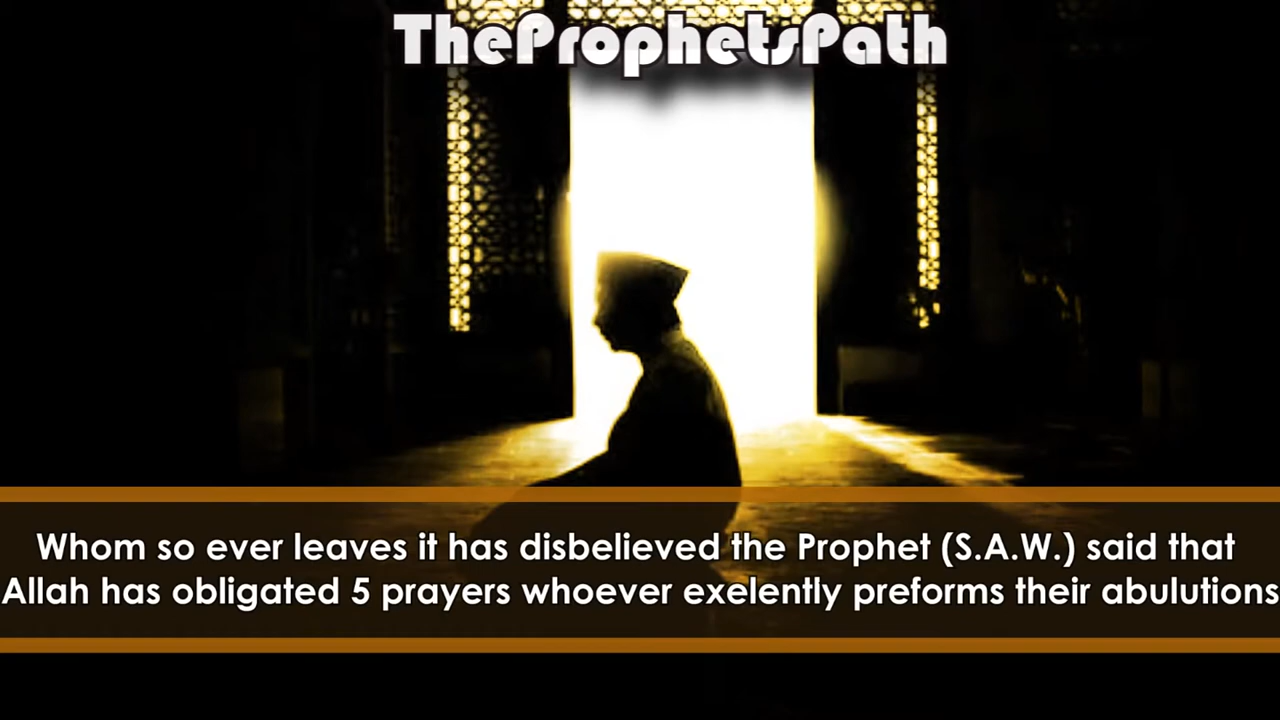 TheProphetsPath
Whom so ever leaves it has disbelieved the Prophet (S.A.W.) said that
Allah has obligated 5 prayers whoever exelently preforms their abulutions